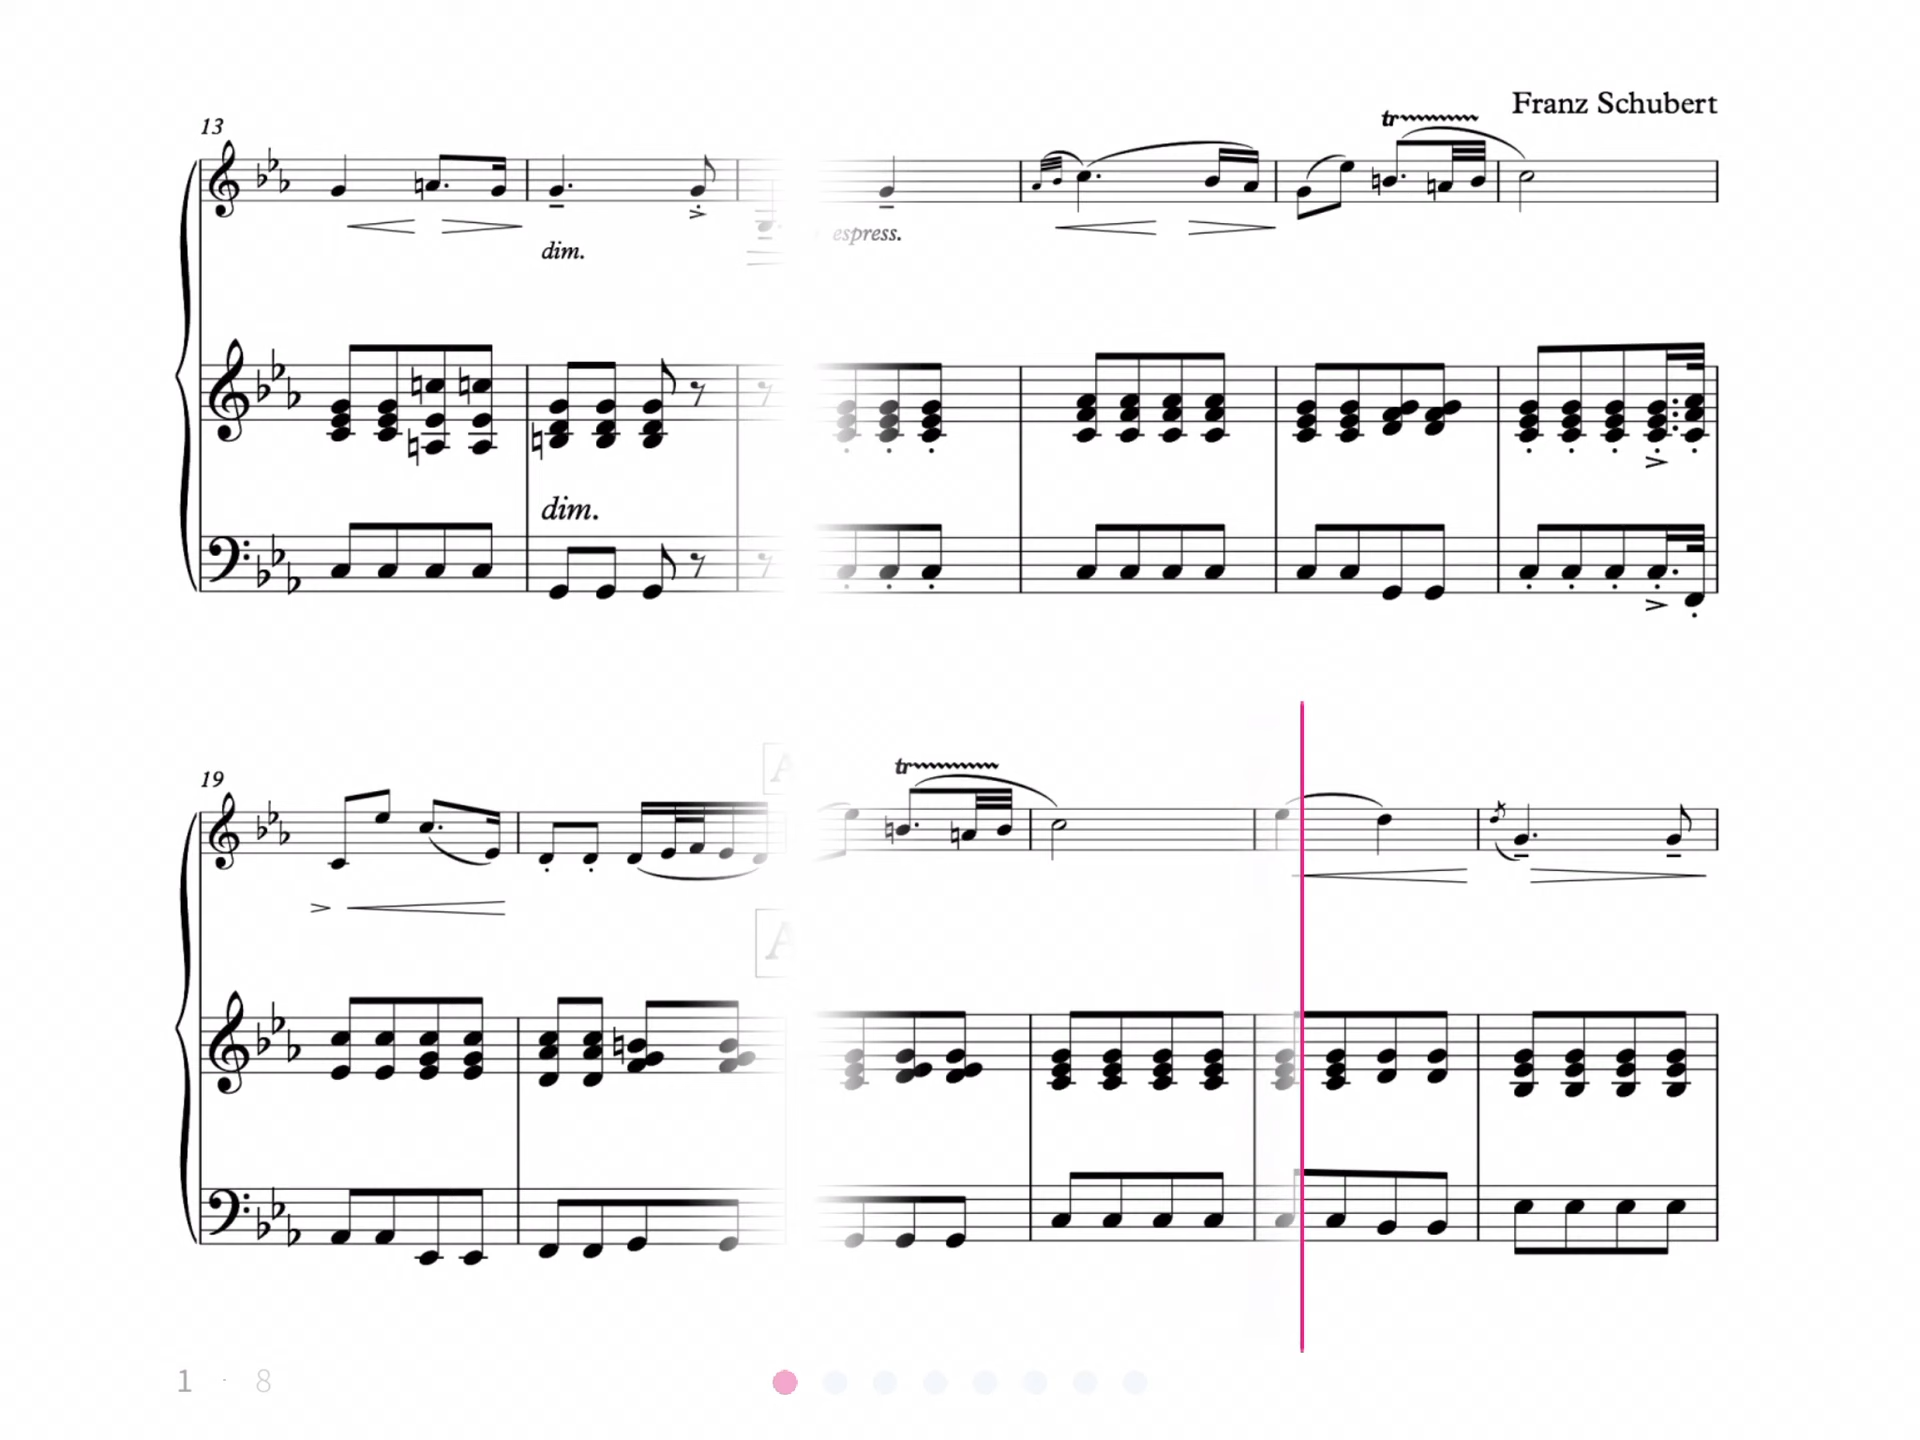 Franz Schubert
13
tr
dim.
espress.
dim.
19
A
tr
A
1 · 8